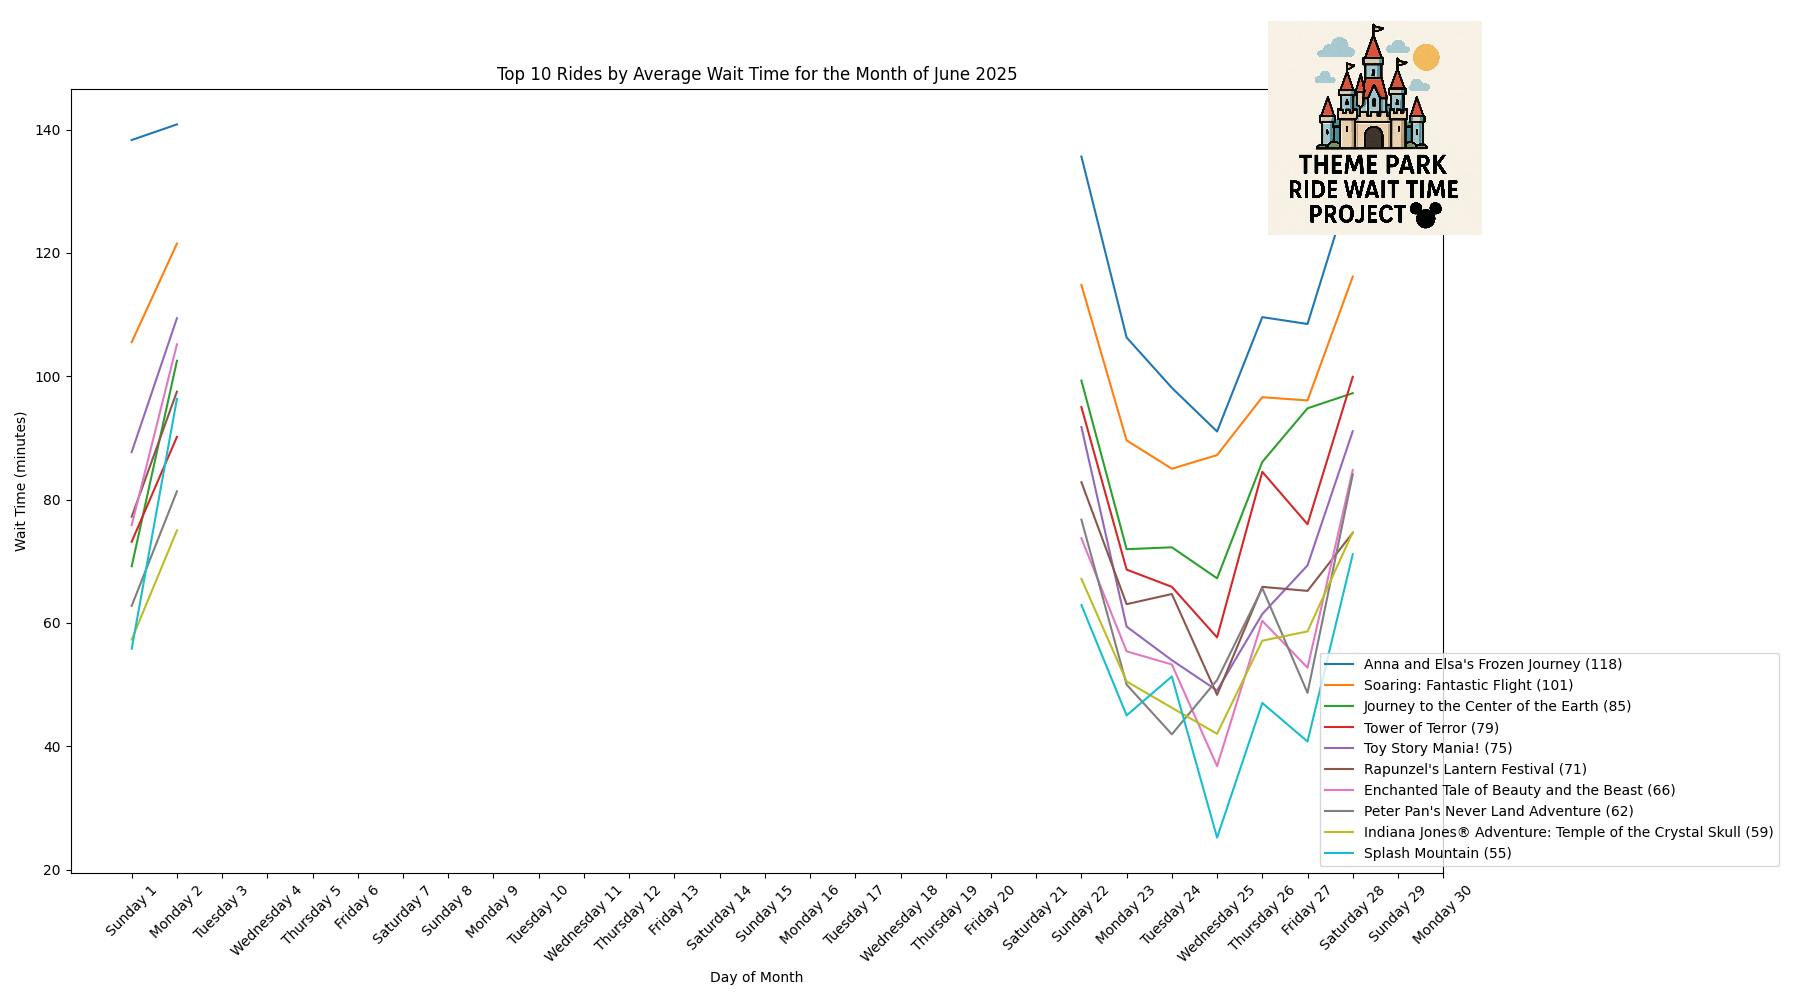 THEME PARK
RIDE WAIT TIME
PROJECT
Top 10 Rides by Average Wait Time for the Month of June 2025
Wait Time (minutes)
140
120
100
80
60
40
20
Anna and Elsa's Frozen Journey (118)
Soaring: Fantastic Flight (101)
Journey to the Center of the Earth (85)
Tower of Terror (79)
Toy Story Mania! (75)
Rapunzel's Lantern Festival (71)
Enchanted Tale of Beauty and the Beast (66)
Peter Pan's Never Land Adventure (62)
Indiana Jones® Adventure: Temple of the Crystal Skull (59)
Splash Mountain (55)
Sunday 1
Monday 2
Tuesday 3
Wednesday 4
Thursday 5
Friday 6
Saturday 7
Sunday 8
Monday 9
Tuesday 10
Wednesday 11
Thursday 12
Friday 13
Saturday 14
Sunday 15
Monday 16
Tuesday 17
Wednesday 18
Thursday 19
Friday 20
Saturday 21
Sunday 22
Monday 23
Tuesday 24
Wednesday 25
Thursday 26
Friday 27
Saturday 28
Sunday 29
Monday 30
Day of Month